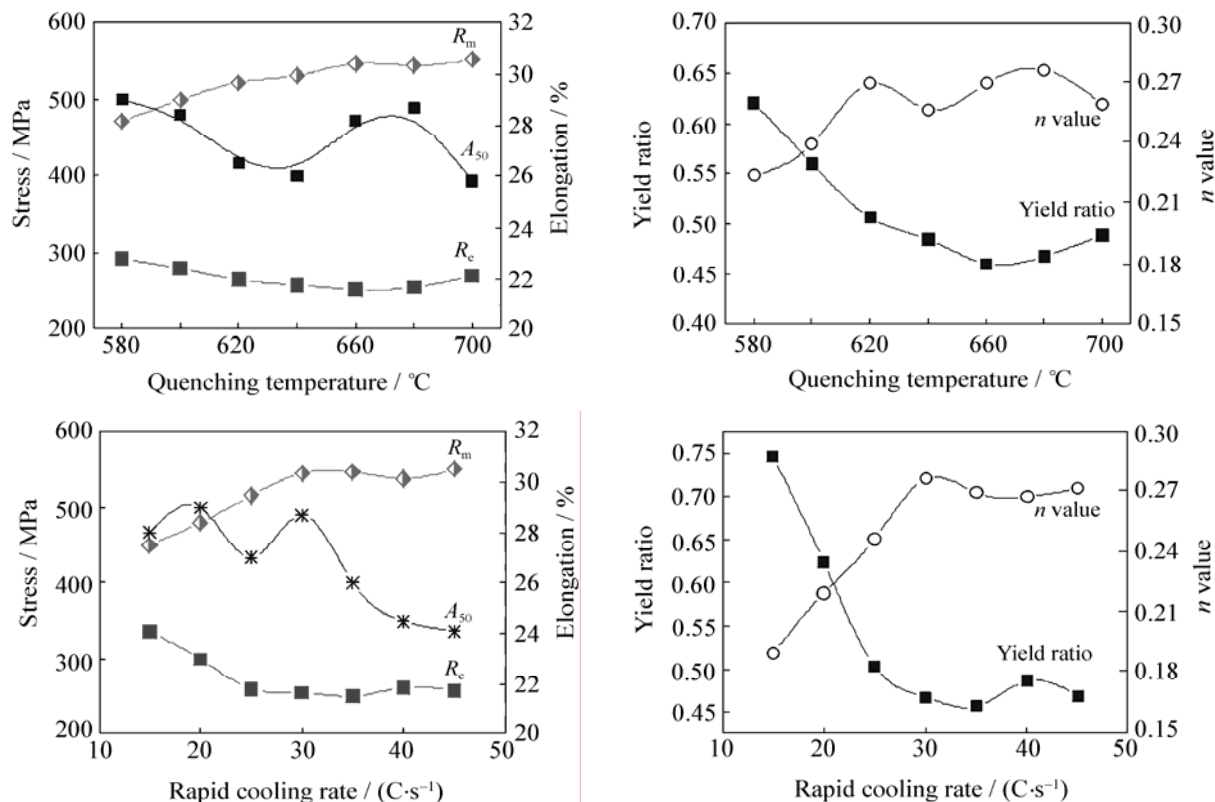 600
500
400
300
200
Stress / MPa
32
30
28
26
24
22
20
Elongation / %
Rm
A50
Re
580 620 660 700
Quenching temperature / ℃
0.70
0.65
0.60
0.55
0.50
0.45
0.40
Yield ratio
0.30
0.27
0.24
0.21
0.18
0.15
n value
n value
Yield ratio
580 620 660 700
Quenching temperature / ℃
600
500
400
300
200
Stress / MPa
32
30
28
26
24
22
20
Elongation / %
Rm
A50
Re
10 20 30 40 50
Rapid cooling rate / (C·s⁻¹)
0.75
0.70
0.65
0.60
0.55
0.50
0.45
Yield ratio
0.30
0.27
0.24
0.21
0.18
0.15
n value
n value
Yield ratio
10 20 30 40 50
Rapid cooling rate / (C·s⁻¹)